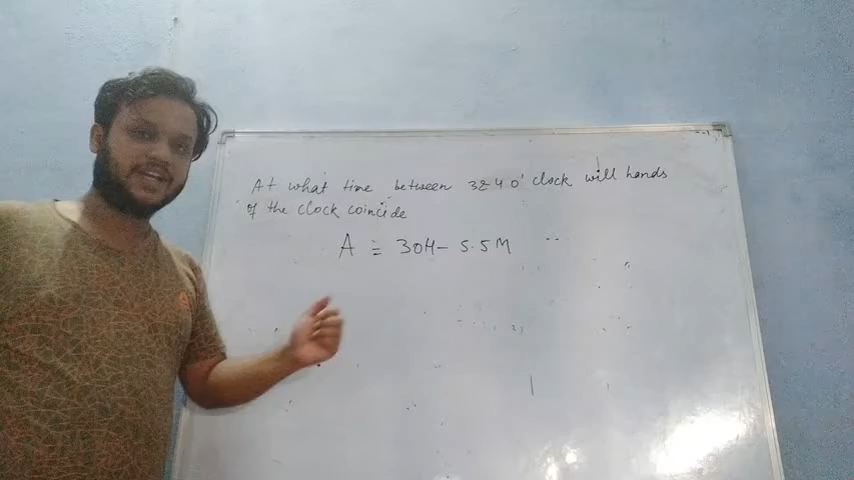 At what time between 3 & 4 O' clock will hands
of the clock coincide
A = 30H - 5.5M